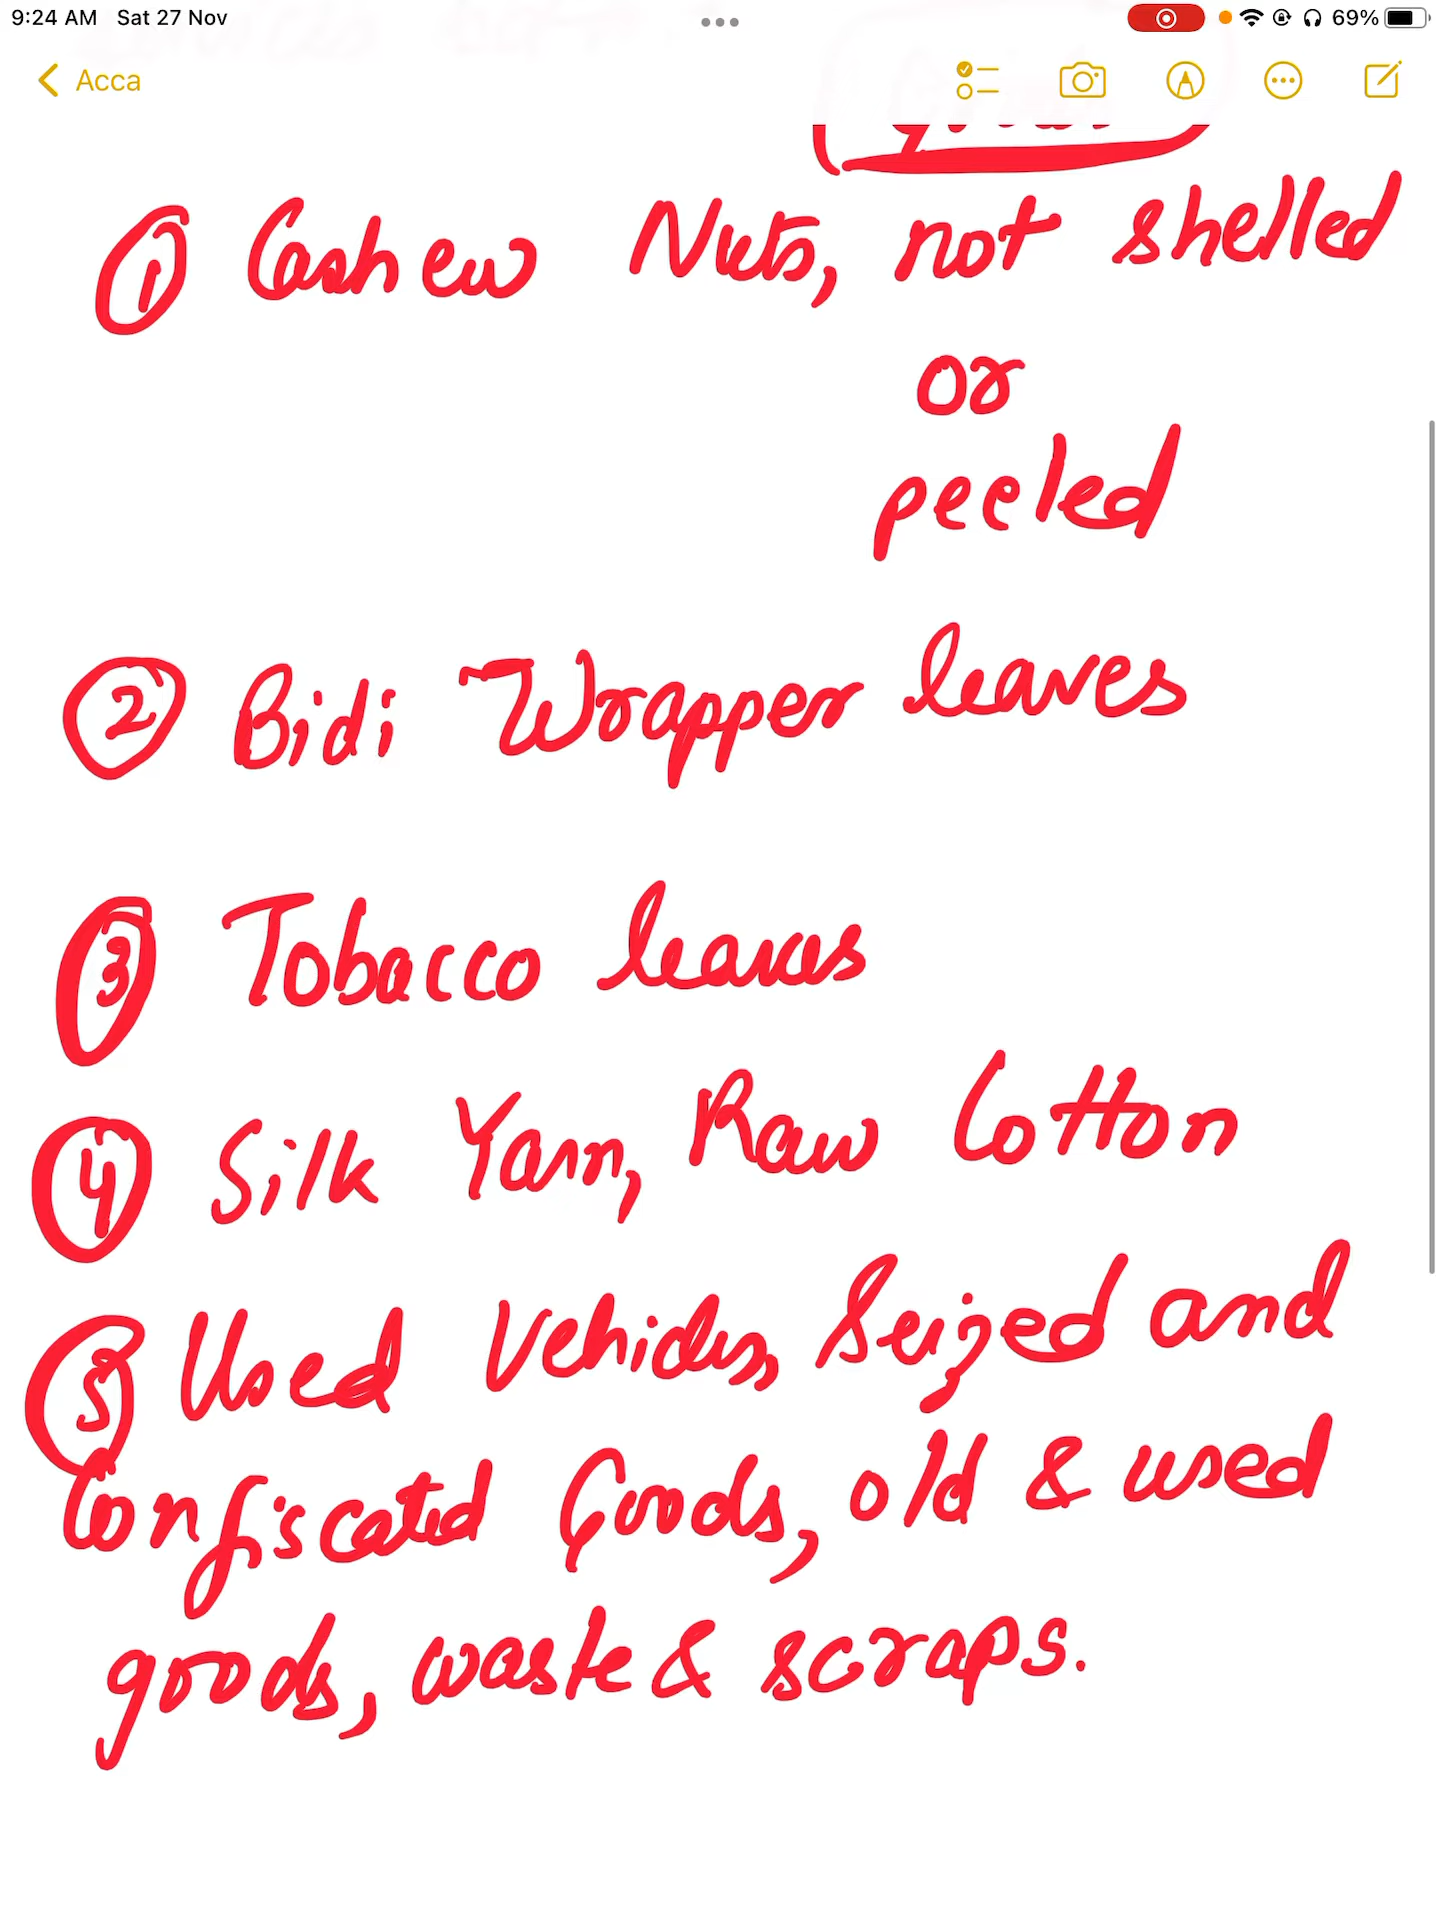 9:24 AM Sat 27 Nov 69%
Acca
① Cashew Nuts, not shelled
or
peeled
② Bidi Wrapper leaves
③ Tobacco leaves
④ Silk Yarn, Raw Cotton
⑤ Used Vehicles, Seized and
Confiscated Goods, old & used
goods, waste & scraps.